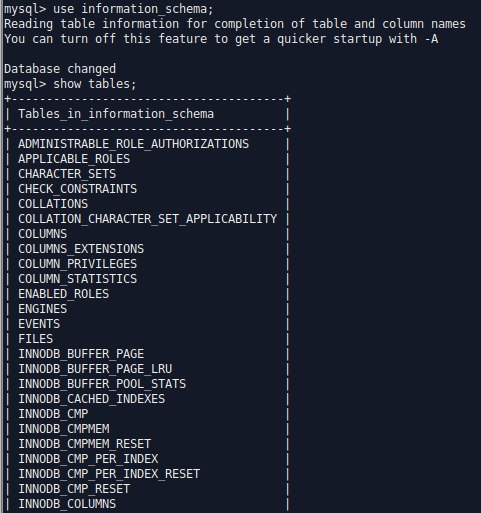 mysql> use information_schema;
Reading table information for completion of table and column names
You can turn off this feature to get a quicker startup with -A

Database changed
mysql> show tables;
+---------------------------------------+
| Tables_in_information_schema          |
+---------------------------------------+
| ADMINISTRABLE_ROLE_AUTHORIZATIONS     |
| APPLICABLE_ROLES                      |
| CHARACTER_SETS                        |
| CHECK_CONSTRAINTS                     |
| COLLATIONS                            |
| COLLATION_CHARACTER_SET_APPLICABILITY |
| COLUMNS                               |
| COLUMNS_EXTENSIONS                    |
| COLUMN_PRIVILEGES                     |
| COLUMN_STATISTICS                     |
| ENABLED_ROLES                         |
| ENGINES                               |
| EVENTS                                |
| FILES                                 |
| INNODB_BUFFER_PAGE                    |
| INNODB_BUFFER_PAGE_LRU                |
| INNODB_BUFFER_POOL_STATS              |
| INNODB_CACHED_INDEXES                 |
| INNODB_CMP                            |
| INNODB_CMPMEM                         |
| INNODB_CMPMEM_RESET                   |
| INNODB_CMP_PER_INDEX                  |
| INNODB_CMP_PER_INDEX_RESET            |
| INNODB_CMP_RESET                      |
| INNODB_COLUMNS                        |